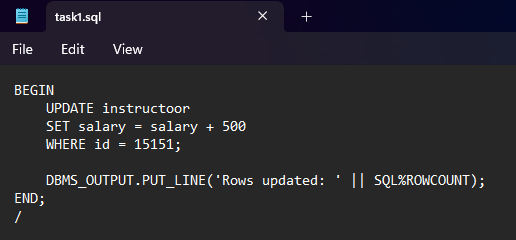 task1.sql
File Edit View
BEGIN
    UPDATE instructoor
    SET salary = salary + 500
    WHERE id = 15151;

    DBMS_OUTPUT.PUT_LINE('Rows updated: ' || SQL%ROWCOUNT);
END;
/